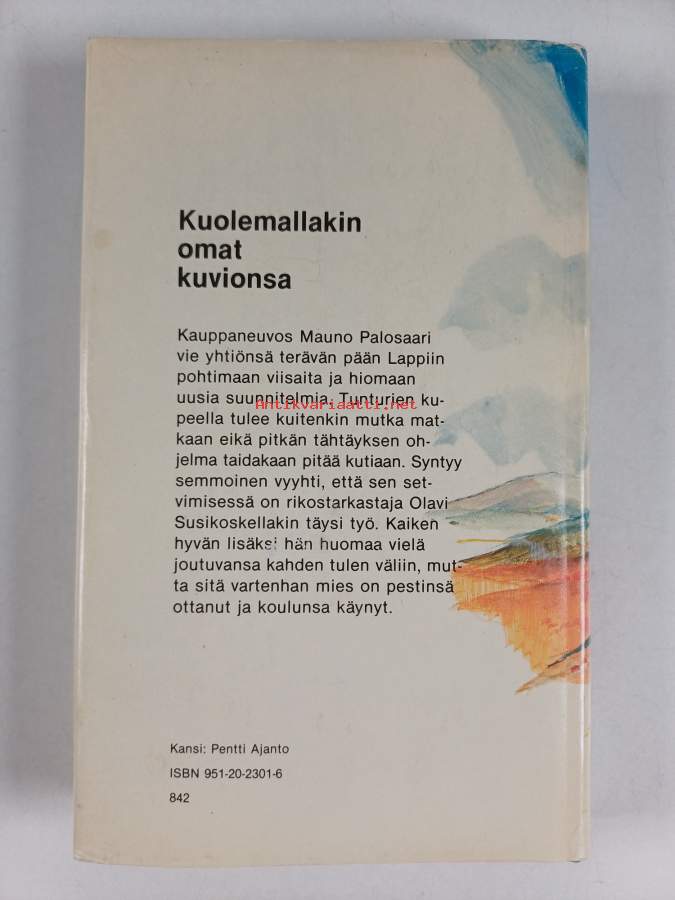 Kuolemallakin
omat
kuvionsa
Kauppaneuvos Mauno Palosaari
vie yhtiönsä terävän pään Lappiin
pohtimaan viisaita ja hiomaan
uusia suunnitelmia. Tunturien ku-
Antikvariaatti.net
peella tulee kuitenkin mutka mat-
kaan eikä pitkän tähtäyksen oh-
jelma taidakaan pitää kutiaan. Syntyy
semmoinen vyyhti, että sen set-
vimisessä on rikostarkastaja Olavi
Susikoskellakin täysi työ. Kaiken
hyvän lisäksi hän huomaa vielä
joutuvansa kahden tulen väliin, mut-
ta sitä vartenhan mies on pestinsä
ottanut ja koulunsa käynyt.
Kansi: Pentti Ajanto
ISBN 951-20-2301-6
842